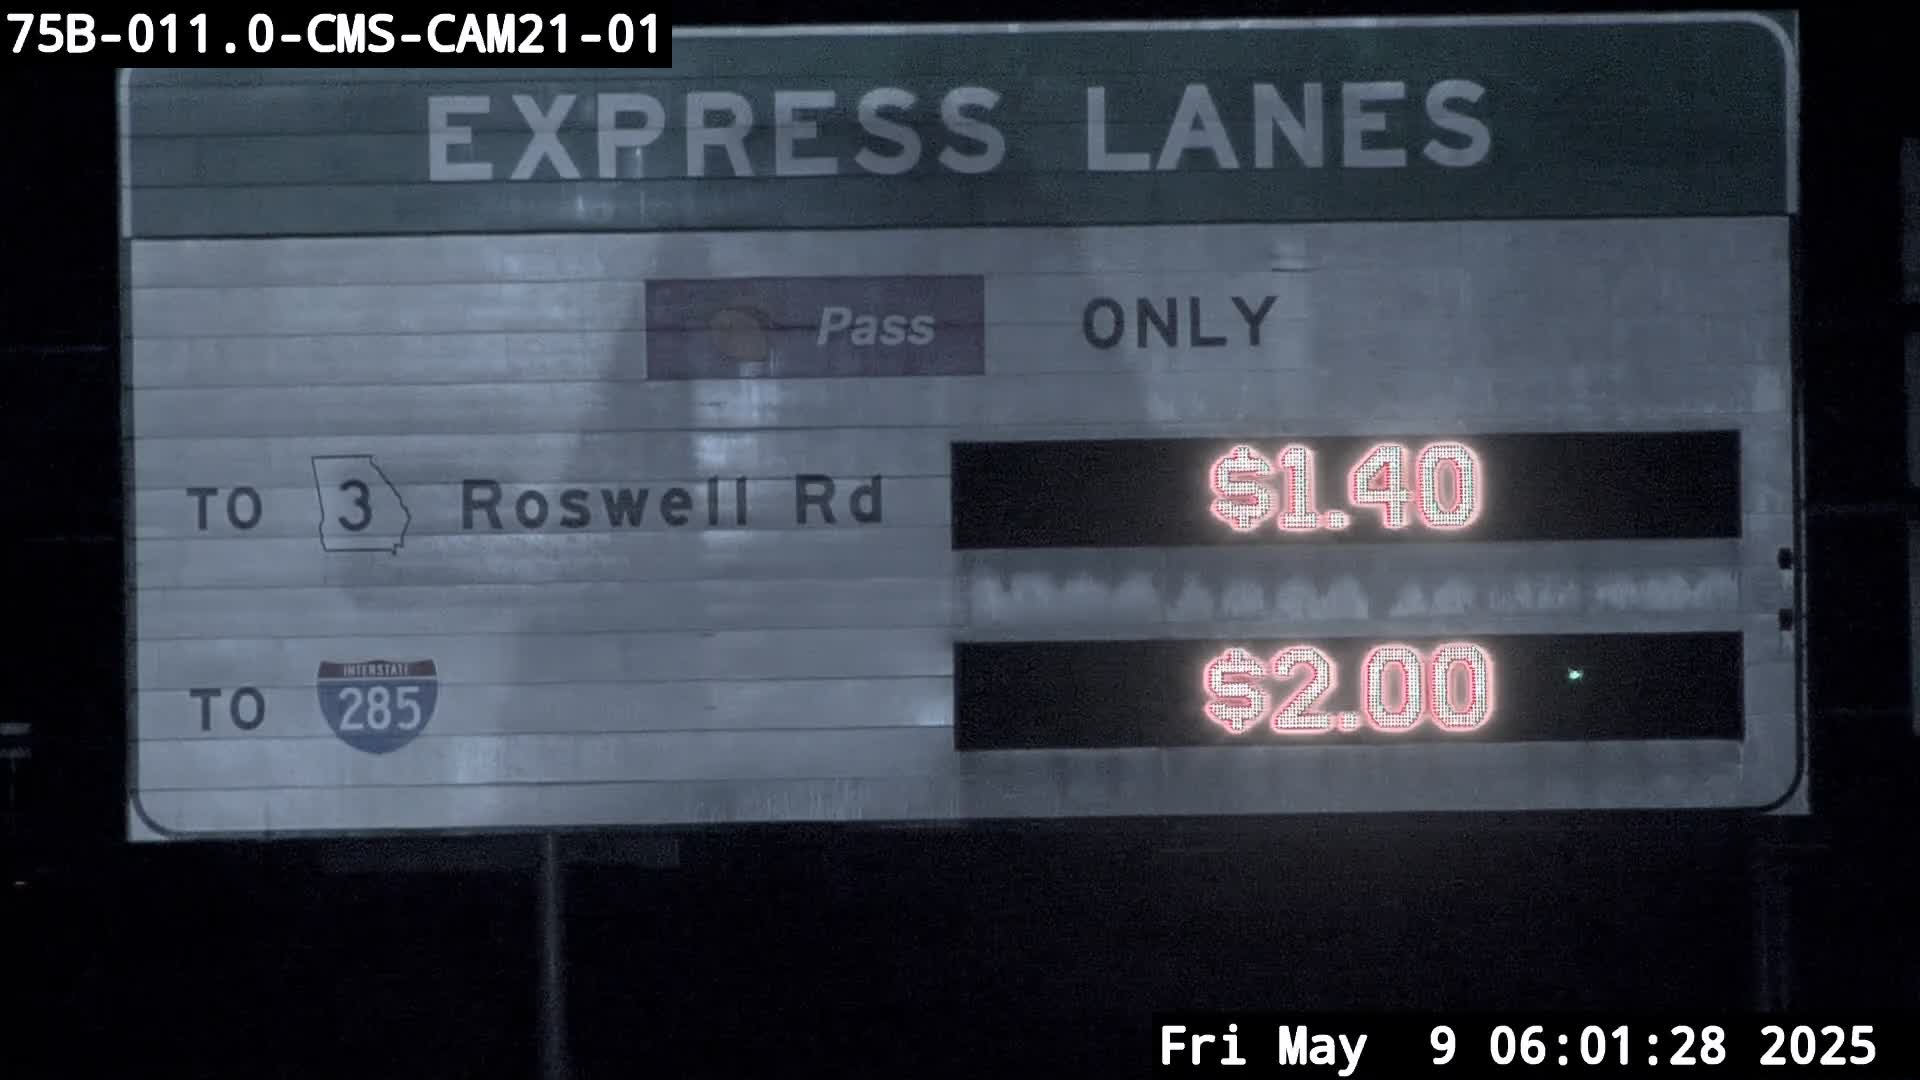 75B-011.0-CMS-CAM21-01
EXPRESS LANES
Pass ONLY
TO 3 Roswell Rd $1.40
INTERSTATE
TO 285 $2.00
Fri May 9 06:01:28 2025